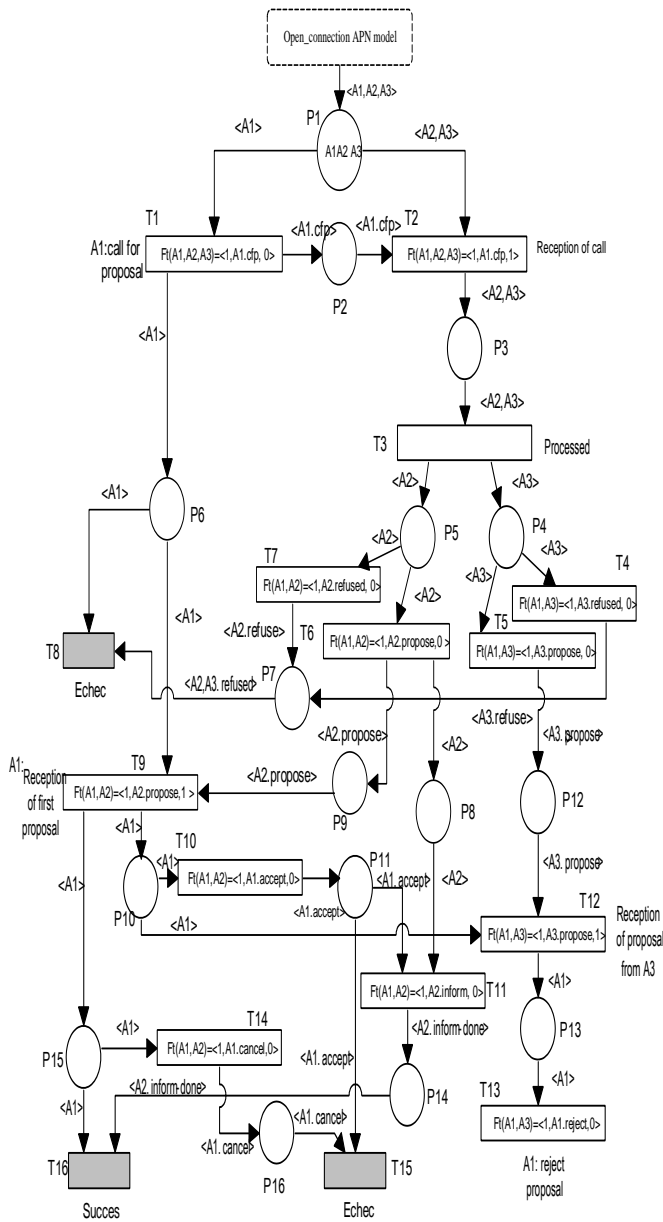 Open_connection APN model
<A1,A2,A3>
P1
<A1>
<A2,A3>
A1A2 A3
T1
<A1.cfp>
<A1.cfp>
T2
A1:call for
proposal
Ft(A1,A2,A3)=<1,A1.cfp, 0>
Ft(A1,A2,A3)=<1,A1.cfp,1>
Reception of call
P2
<A2,A3>
<A1>
P3
<A2,A3>
T3
Processed
<A1>
<A2>
<A3>
P6
P5
P4
<A2>
<A3>
T7
T4
<A2>
<A3>
Ft(A1,A2)=<1,A2.refused, 0>
Ft(A1,A3)=<1,A3.refused, 0>
<A1>
<A2.refuse>
T6
T5
Ft(A1,A2)=<1,A2.propose,0 >
Ft(A1,A3)=<1,A3.propose, 0>
T8
Echec
<A2,A3. refused>
P7
<A3.refuse>
<A3. propose>
<A2.propose>
<A2>
A1:
Reception
of first
proposal
T9
<A2.propose>
Ft(A1,A2)=<1,A2.propose,1 >
P9
P8
P12
<A1>
T10
P11
<A3. propose>
<A1>
<A1>
Ft(A1,A2)=<1,A1.accept,0>
<A1.accept>
<A2>
T12
P10
<A1>
<A1.accept>
Ft(A1,A3)=<1,A3.propose,1>
Reception
of proposal
from A3
Ft(A1,A2)=<1,A2.inform, 0>
T11
<A1>
<A2.inform-done>
P13
<A1>
T14
P15
Ft(A1,A2)=<1,A1.cancel,0>
<A1.accept>
<A1>
<A2.inform-done>
P14
T13
<A1>
Ft(A1,A3)=<1,A1.reject,0>
<A1.cancel>
<A1. cancel>
A1: reject
proposal
T16
P16
T15
Succes
Echec